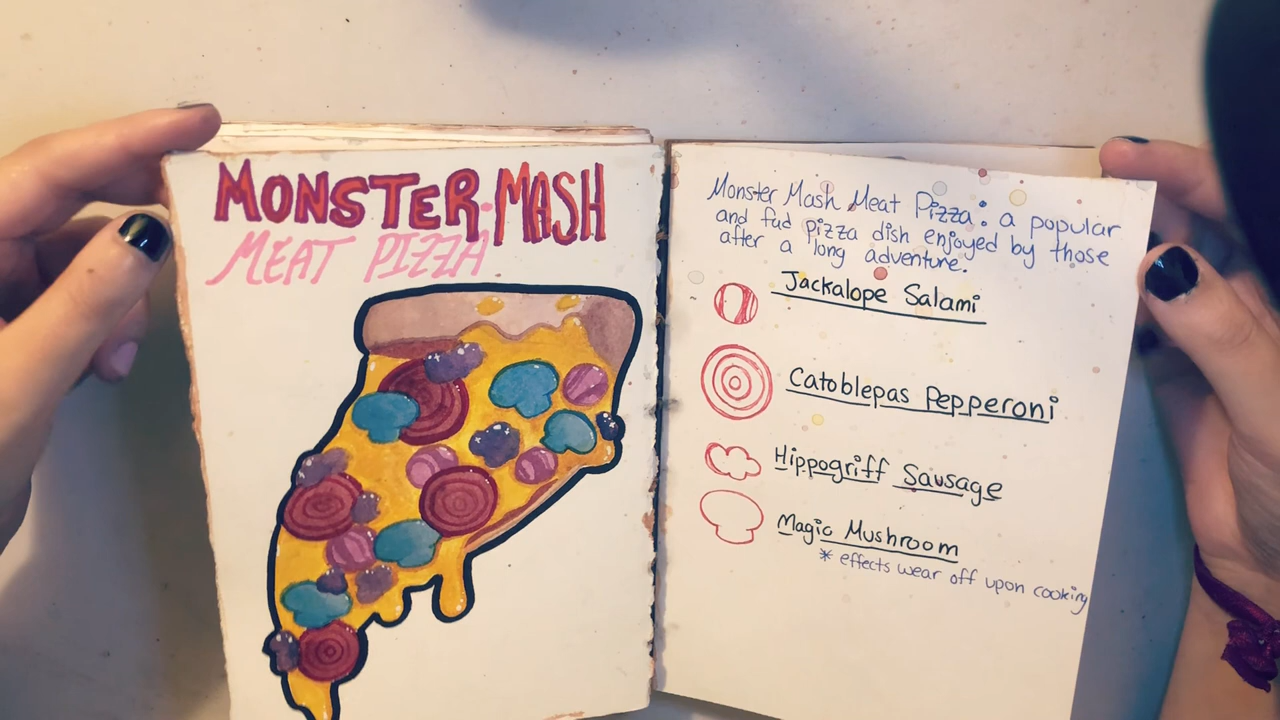 MONSTER MASH
MEAT PIZZA
Monster Mash Meat Pizza: a popular
and fud pizza dish enjoyed by those
after a long adventure.
Jackalope Salami
Catoblepas Pepperoni
Hippogriff Sausage
Magic Mushroom
* effects wear off upon cooking